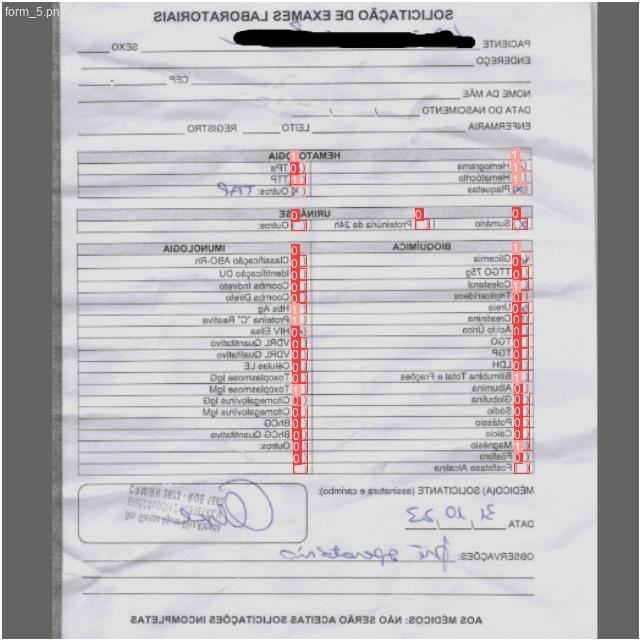 form_5.pn
SOLICITAÇÃO DE EXAMES LABORATORIAIS
PACIENTE SEXO
ENDEREÇO
CEP
NOME DA MÃE
DATA DO NASCIMENTO / /
ENFERMARIA LEITO REGISTRO
HEMATOLOGIA
Hemograma TPa
Hematócrito TTP
Plaquetas Outros: TAP
URINÁLISE
Sumário Proteinúria de 24h Outros:
BIOQUÍMICA IMUNOLOGIA
Glicemia Classificação ABO-Rh
TTGO 75g Identificação DU
Colesterol Coombs Indireto
Triglicerídeos Coombs Direto
Ureia Hbs Ag
Creatinina Proteína "C" Reativa
Ácido Úrico HIV Elisa
TGO VDRL Quantitativo
TGP VDRL Qualitativo
LDH Células LE
Bilirrubina Total e Frações Toxoplasmose IgG
Albumina Toxoplasmose IgM
Globulina Citomegalovírus IgG
Sódio Citomegalovírus IgM
Potássio BhCG
Cálcio BhCG Quantitativo
Magnésio Outros:
Fósforo
Fosfatase Alcalina
MÉDICO(A) SOLICITANTE (assinatura e carimbo):
DATA 31 10 23
OBSERVAÇÕES: Pré operatório
AOS MÉDICOS: NÃO SERÃO ACEITAS SOLICITAÇÕES INCOMPLETAS